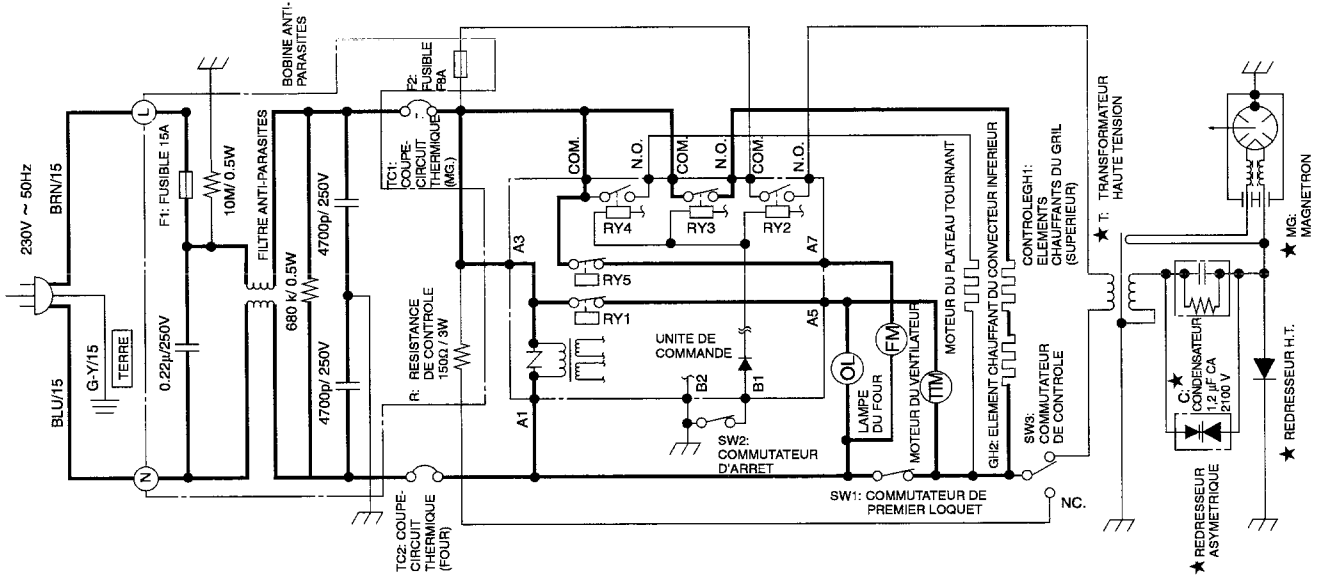 230V ~ 50Hz
BRN/15
BLU/15
G-Y/15
TERRE
L
N
F1: FUSIBLE 15A
10M/ 0.5W
0.22µ/250V
FILTRE ANTI-PARASITES
680 k/ 0.5W
4700p/ 250V
4700p/ 250V
BOBINE ANTI-
PARASITES
F2:
FUSIBLE
F8A
TC1:
COUPE-
CIRCUIT
THERMIQUE
(MG.)
TC2: COUPE-
CIRCUIT
THERMIQUE
(FOUR)
R: RESISTANCE
DE CONTROLE
150Ω / 3W
A1
A3
A5
A7
COM.
N.O.
COM.
N.O.
COM.
N.O.
RY4
RY3
RY2
RY5
RY1
UNITE DE
COMMANDE
B2
B1
SW2:
COMMUTATEUR
D'ARRET
OL
LAMPE
DU FOUR
FM
MOTEUR DU VENTILATEUR
TTM
MOTEUR DU PLATEAU TOURNANT
SW1: COMMUTATEUR DE
PREMIER LOQUET
GH2: ELEMENT CHAUFFANT DU CONVECTEUR INFERIEUR
CONTROLEGH1:
ELEMENTS
CHAUFFANTS DU GRIL
(SUPERIEUR)
SW3:
COMMUTATEUR
DE CONTROLE
NC.
★ T: TRANSFORMATEUR
HAUTE TENSION
★
C:
CONDENSATEUR
1,2 µF CA
2100 V
★ REDRESSEUR
ASYMETRIQUE
★ REDRESSEUR H.T.
★ MG:
MAGNETRON